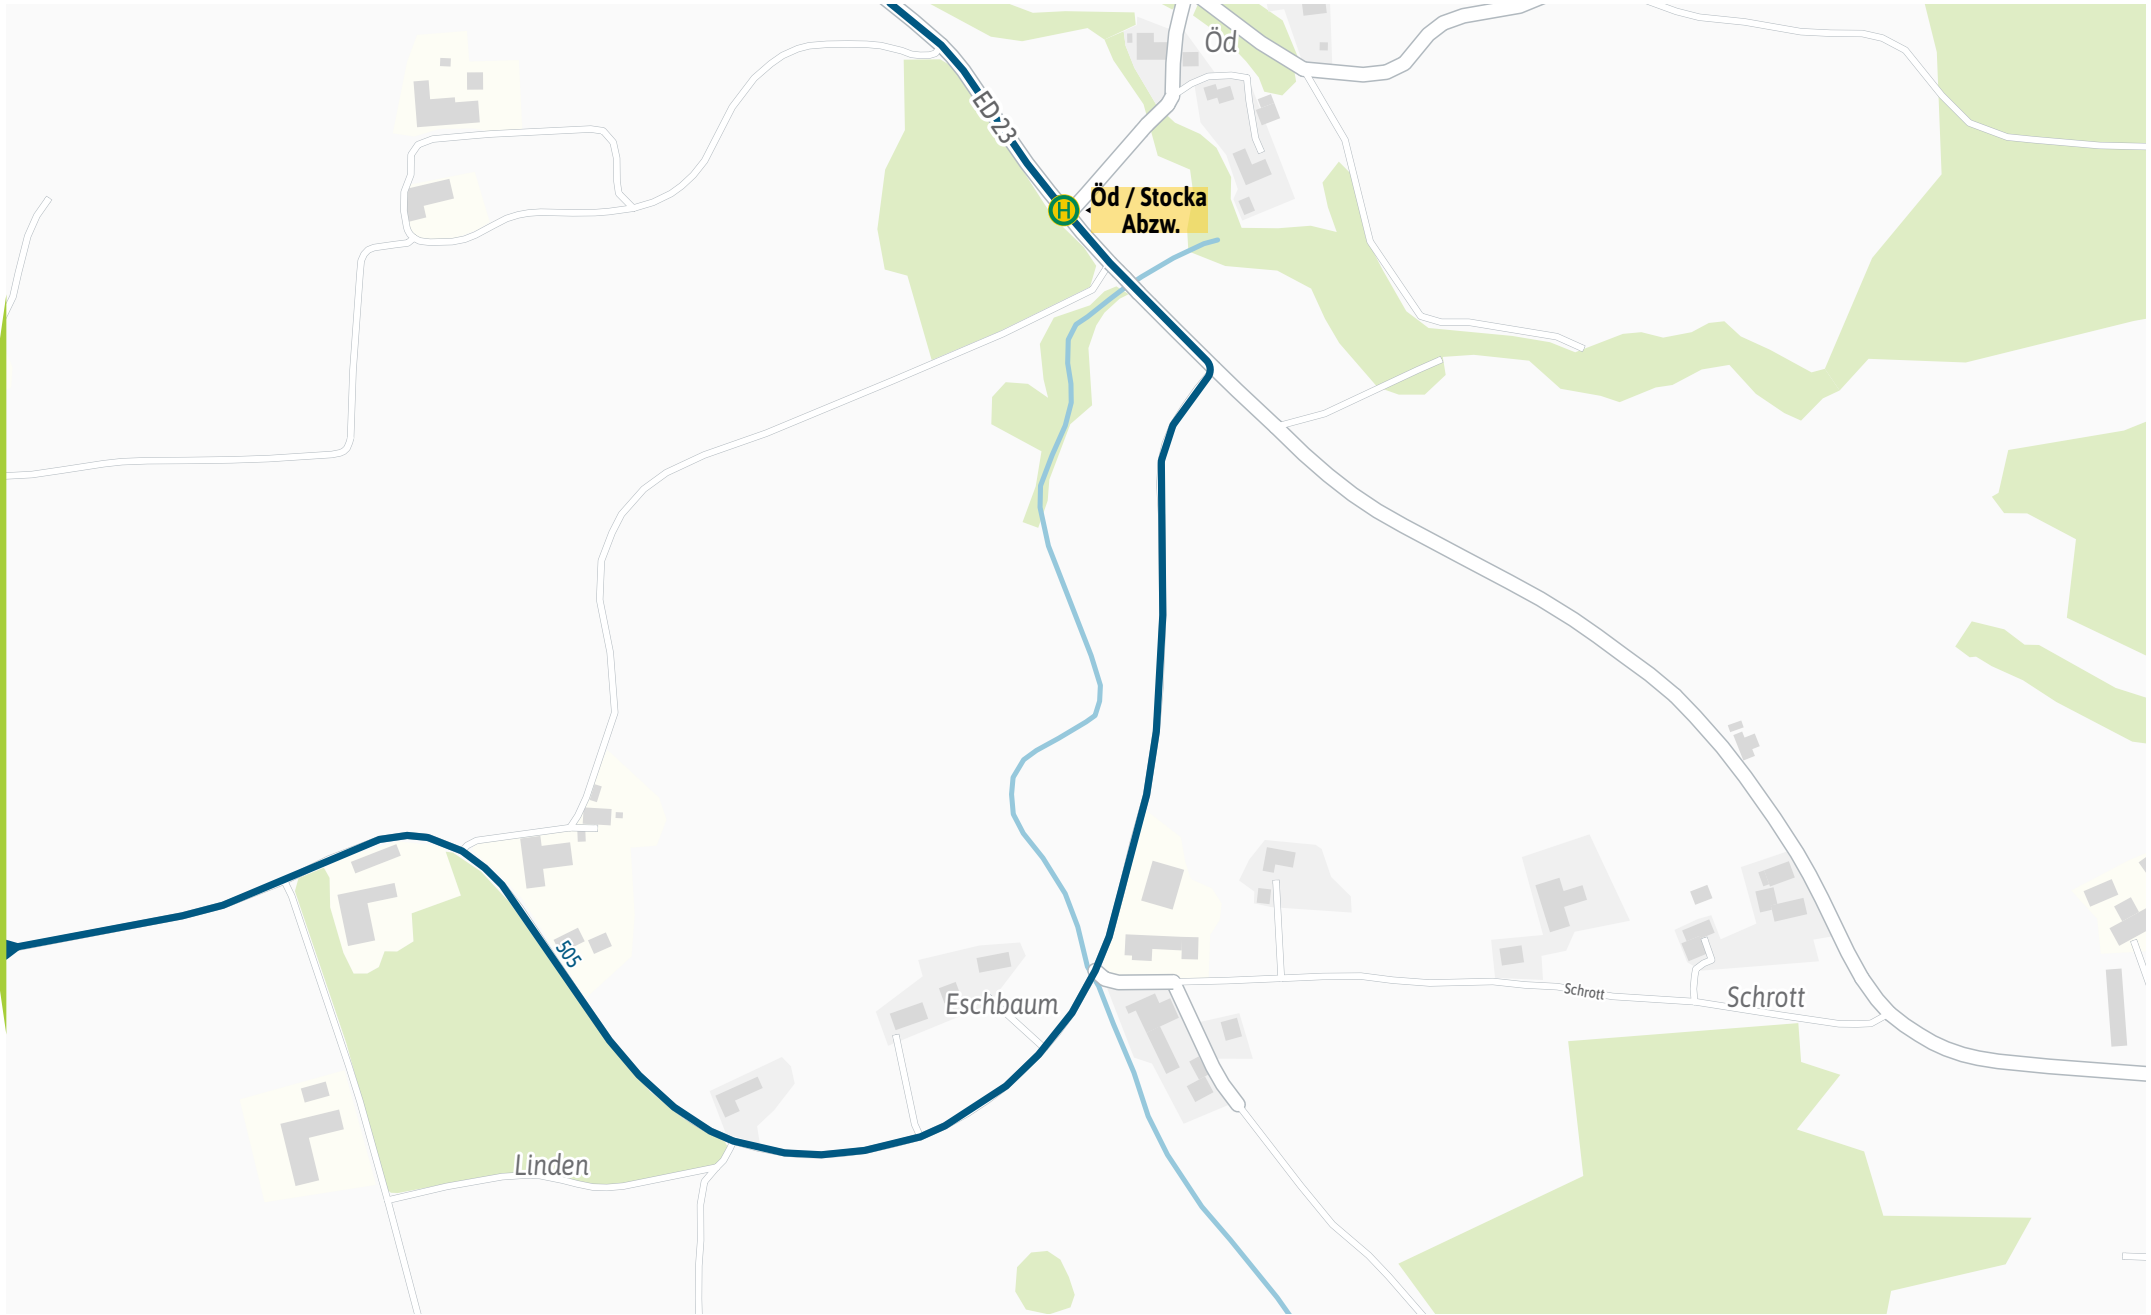 Öd
ED 23
H
Öd / Stocka
Abzw.
505
Eschbaum
Schrott
Schrott
Linden